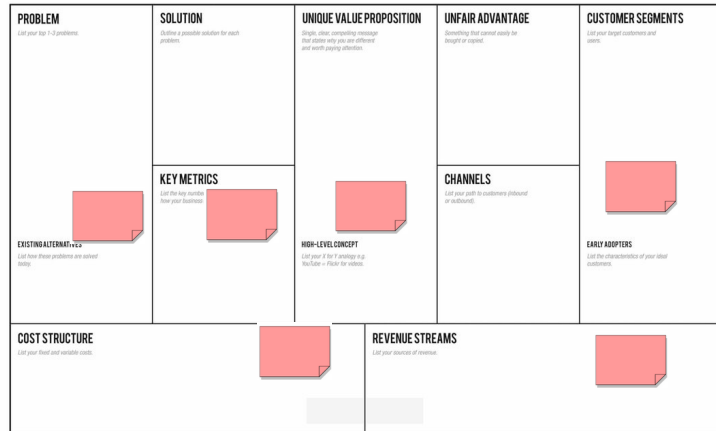 PROBLEM
List your top 1-3 problems.
EXISTING ALTERNATIVES
List how these problems are solved
today.
SOLUTION
Outline a possible solution for each
problem.
KEY METRICS
List the key number
how your business
UNIQUE VALUE PROPOSITION
Single, clear, compelling message
that states why you are different
and worth paying attention.
HIGH-LEVEL CONCEPT
List your X for Y analogy e.g.
YouTube = Flickr for videos.
UNFAIR ADVANTAGE
Something that cannot easily be
bought or copied.
CHANNELS
List your path to customers (inbound
or outbound).
CUSTOMER SEGMENTS
List your target customers and
users.
EARLY ADOPTERS
List the characteristics of your ideal
customers.
COST STRUCTURE
List your fixed and variable costs.
REVENUE STREAMS
List your sources of revenue.